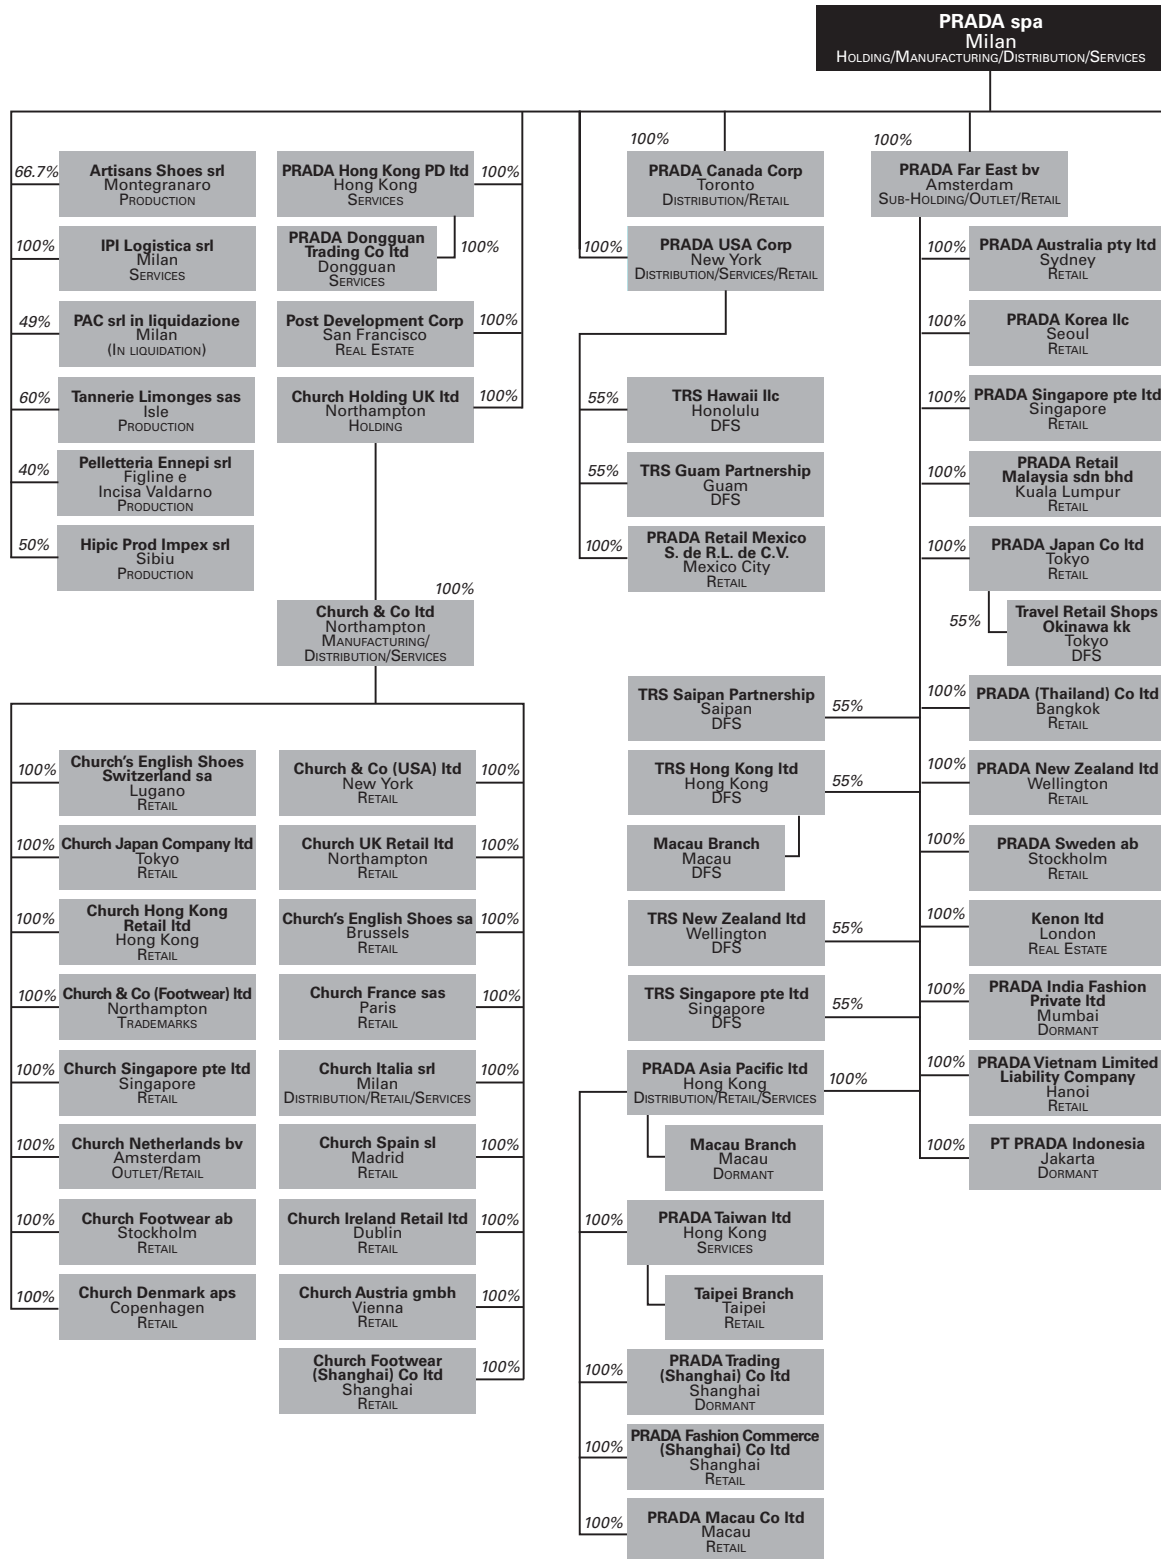 PRADA spa
Milan
HOLDING/MANUFACTURING/DISTRIBUTION/SERVICES
66.7%
Artisans Shoes srl
Montegranaro
PRODUCTION
100%
IPI Logistica srl
Milan
SERVICES
49%
PAC srl in liquidazione
Milan
(IN LIQUIDATION)
60%
Tannerie Limonges sas
Isle
PRODUCTION
40%
Pelletteria Ennepi srl
Figline e
Incisa Valdarno
PRODUCTION
50%
Hipic Prod Impex srl
Sibiu
PRODUCTION
PRADA Hong Kong PD ltd
Hong Kong
SERVICES
100%
PRADA Dongguan
Trading Co ltd
Dongguan
SERVICES
100%
Post Development Corp
San Francisco
REAL ESTATE
100%
Church Holding UK ltd
Northampton
HOLDING
100%
100%
Church & Co ltd
Northampton
MANUFACTURING/
DISTRIBUTION/SERVICES
100%
Church's English Shoes
Switzerland sa
Lugano
RETAIL
100%
Church Japan Company ltd
Tokyo
RETAIL
100%
Church Hong Kong
Retail ltd
Hong Kong
RETAIL
100%
Church & Co (Footwear) ltd
Northampton
TRADEMARKS
100%
Church Singapore pte ltd
Singapore
RETAIL
100%
Church Netherlands bv
Amsterdam
OUTLET/RETAIL
100%
Church Footwear ab
Stockholm
RETAIL
100%
Church Denmark aps
Copenhagen
RETAIL
Church & Co (USA) ltd
New York
RETAIL
100%
Church UK Retail ltd
Northampton
RETAIL
100%
Church's English Shoes sa
Brussels
RETAIL
100%
Church France sas
Paris
RETAIL
100%
Church Italia srl
Milan
DISTRIBUTION/RETAIL/SERVICES
100%
Church Spain sl
Madrid
RETAIL
100%
Church Ireland Retail ltd
Dublin
RETAIL
100%
Church Austria gmbh
Vienna
RETAIL
100%
Church Footwear
(Shanghai) Co ltd
Shanghai
RETAIL
100%
100%
PRADA Canada Corp
Toronto
DISTRIBUTION/RETAIL
100%
PRADA USA Corp
New York
DISTRIBUTION/SERVICES/RETAIL
55%
TRS Hawaii llc
Honolulu
DFS
55%
TRS Guam Partnership
Guam
DFS
100%
PRADA Retail Mexico
S. de R.L. de C.V.
Mexico City
RETAIL
TRS Saipan Partnership
Saipan
DFS
55%
TRS Hong Kong ltd
Hong Kong
DFS
55%
Macau Branch
Macau
DFS
TRS New Zealand ltd
Wellington
DFS
55%
TRS Singapore pte ltd
Singapore
DFS
55%
PRADA Asia Pacific ltd
Hong Kong
DISTRIBUTION/RETAIL/SERVICES
100%
Macau Branch
Macau
DORMANT
100%
PRADA Taiwan ltd
Hong Kong
SERVICES
Taipei Branch
Taipei
RETAIL
100%
PRADA Trading
(Shanghai) Co ltd
Shanghai
DORMANT
100%
PRADA Fashion Commerce
(Shanghai) Co ltd
Shanghai
RETAIL
100%
PRADA Macau Co ltd
Macau
RETAIL
100%
PRADA Far East bv
Amsterdam
SUB-HOLDING/OUTLET/RETAIL
100%
PRADA Australia pty ltd
Sydney
RETAIL
100%
PRADA Korea llc
Seoul
RETAIL
100%
PRADA Singapore pte ltd
Singapore
RETAIL
100%
PRADA Retail
Malaysia sdn bhd
Kuala Lumpur
RETAIL
100%
PRADA Japan Co ltd
Tokyo
RETAIL
55%
Travel Retail Shops
Okinawa kk
Tokyo
DFS
100%
PRADA (Thailand) Co ltd
Bangkok
RETAIL
100%
PRADA New Zealand ltd
Wellington
RETAIL
100%
PRADA Sweden ab
Stockholm
RETAIL
100%
Kenon ltd
London
REAL ESTATE
100%
PRADA India Fashion
Private ltd
Mumbai
DORMANT
100%
PRADA Vietnam Limited
Liability Company
Hanoi
RETAIL
100%
PT PRADA Indonesia
Jakarta
DORMANT